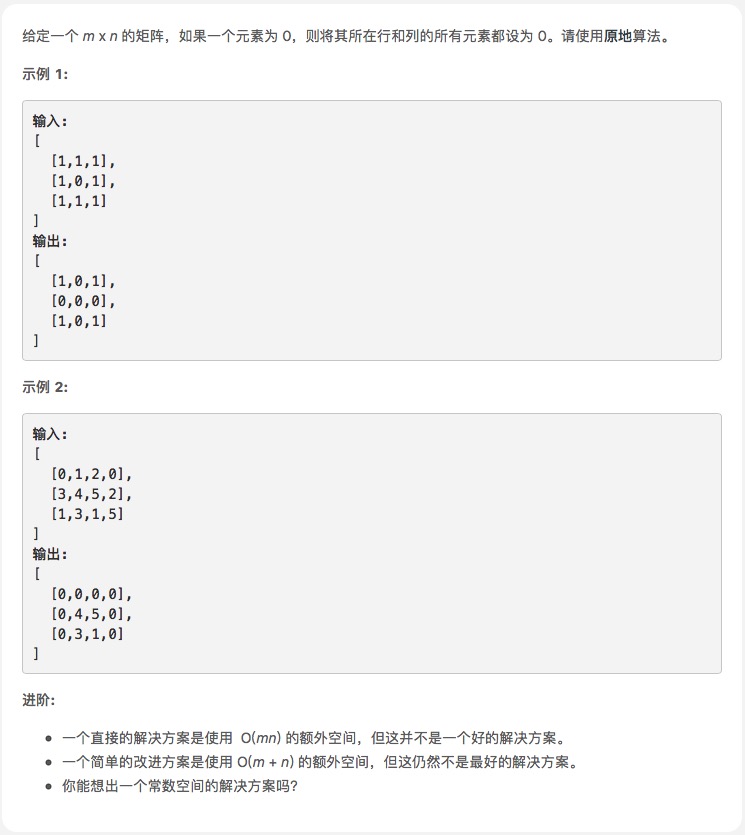 给定一个 m x n 的矩阵，如果一个元素为 0，则将其所在行和列的所有元素都设为 0。请使用原地算法。
示例 1:
输入:
[
  [1,1,1],
  [1,0,1],
  [1,1,1]
]
输出:
[
  [1,0,1],
  [0,0,0],
  [1,0,1]
]
示例 2:
输入:
[
  [0,1,2,0],
  [3,4,5,2],
  [1,3,1,5]
]
输出:
[
  [0,0,0,0],
  [0,4,5,0],
  [0,3,1,0]
]
进阶:
• 一个直接的解决方案是使用  O(mn) 的额外空间，但这并不是一个好的解决方案。
• 一个简单的改进方案是使用 O(m + n) 的额外空间，但这仍然不是最好的解决方案。
• 你能想出一个常数空间的解决方案吗?